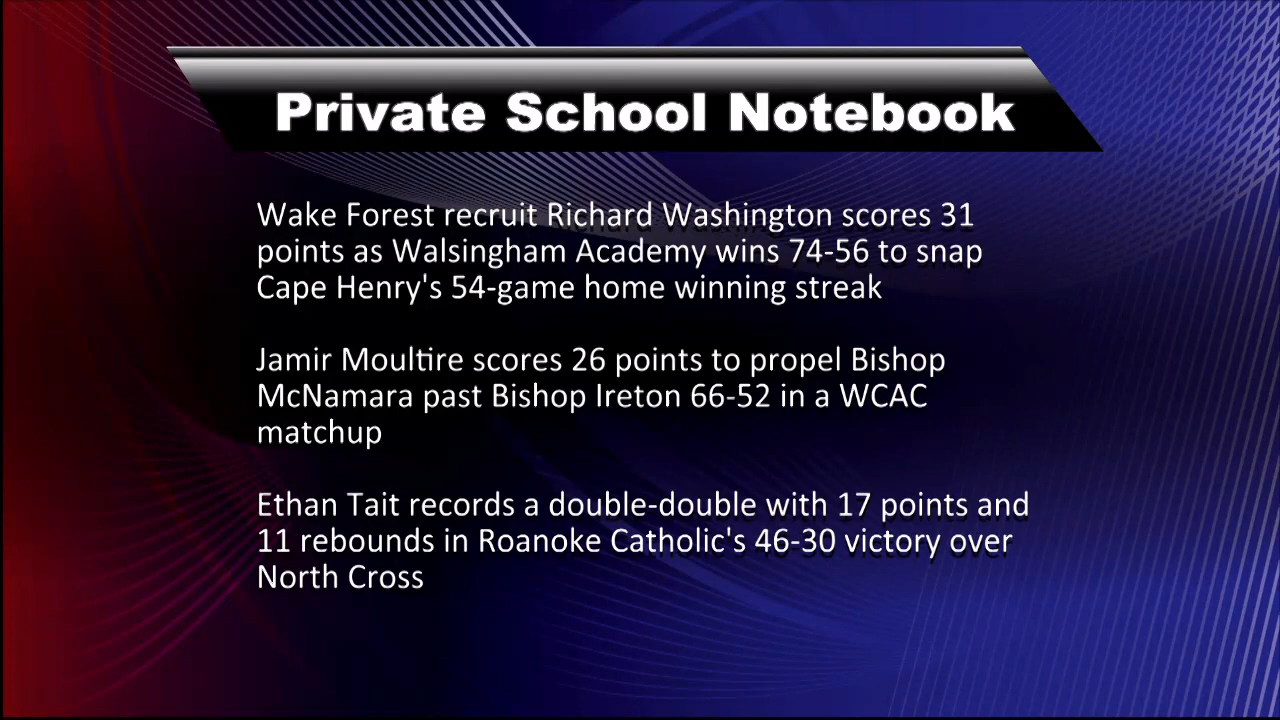 Private School Notebook
Wake Forest recruit Richard Washington scores 31
points as Walsingham Academy wins 74-56 to snap
Cape Henry's 54-game home winning streak
Jamir Moultire scores 26 points to propel Bishop
McNamara past Bishop Ireton 66-52 in a WCAC
matchup
Ethan Tait records a double-double with 17 points and
11 rebounds in Roanoke Catholic's 46-30 victory over
North Cross